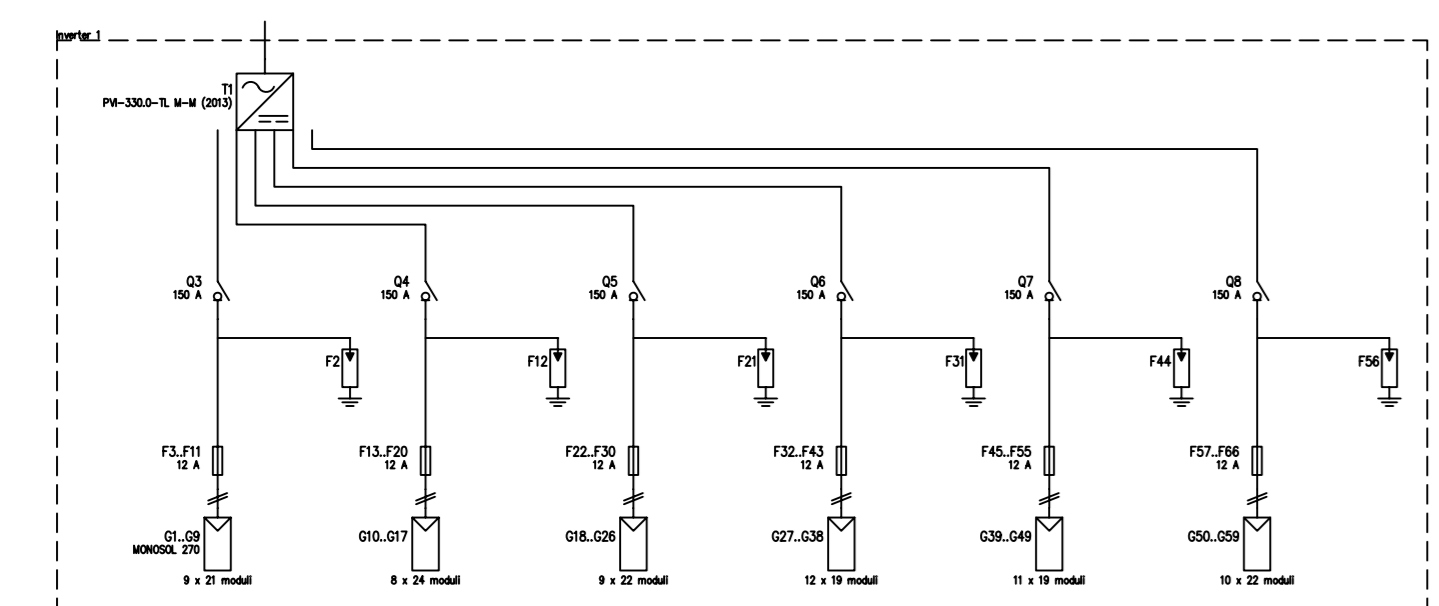 Inverter 1
T1
PVI-330.0-TL M-M (2013)
Q3
150 A
Q4
150 A
Q5
150 A
Q6
150 A
Q7
150 A
Q8
150 A
F2
F12
F21
F31
F44
F56
F3..F11
12 A
F13..F20
12 A
F22..F30
12 A
F32..F43
12 A
F45..F55
12 A
F57..F66
12 A
G1..G9
MONOSOL 270
G10..G17
G18..G26
G27..G38
G39..G49
G50..G59
9 x 21 moduli
8 x 24 moduli
9 x 22 moduli
12 x 19 moduli
11 x 19 moduli
10 x 22 moduli